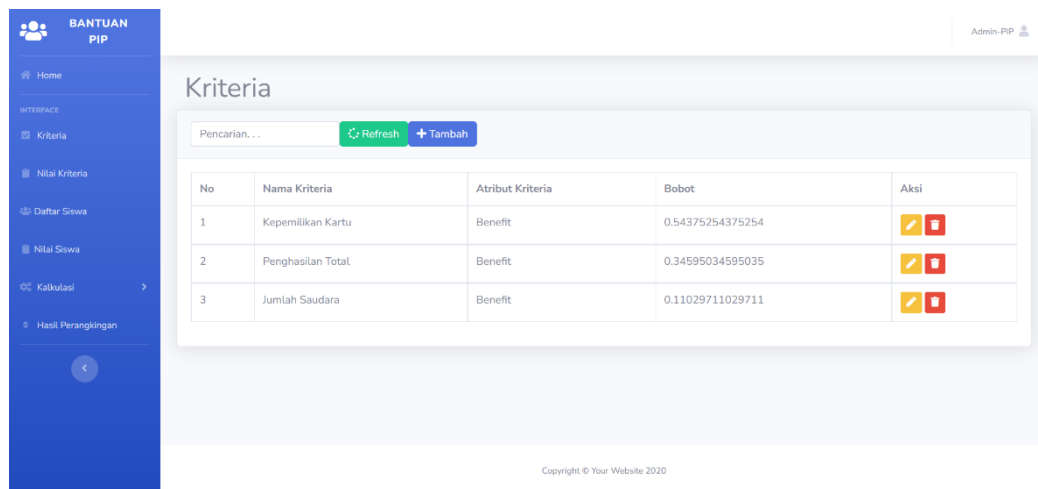 BANTUAN
PIP
Admin-PIP
Home
INTERFACE
Kriteria
Nilai Kriteria
Daftar Siswa
Nilai Siswa
Kalkulasi
Hasil Perangkingan
Kriteria
Pencarian... Refresh Tambah
No Nama Kriteria Atribut Kriteria Bobot Aksi
1 Kepemilikan Kartu Benefit 0.54375254375254
2 Penghasilan Total Benefit 0.34595034595035
3 Jumlah Saudara Benefit 0.11029711029711
Copyright © Your Website 2020